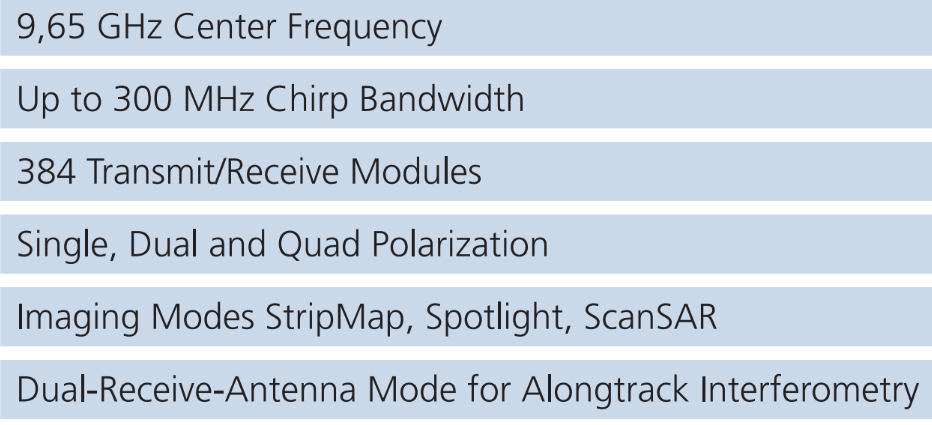 9,65 GHz Center Frequency
Up to 300 MHz Chirp Bandwidth
384 Transmit/Receive Modules
Single, Dual and Quad Polarization
Imaging Modes StripMap, Spotlight, ScanSAR
Dual-Receive-Antenna Mode for Alongtrack Interferometry